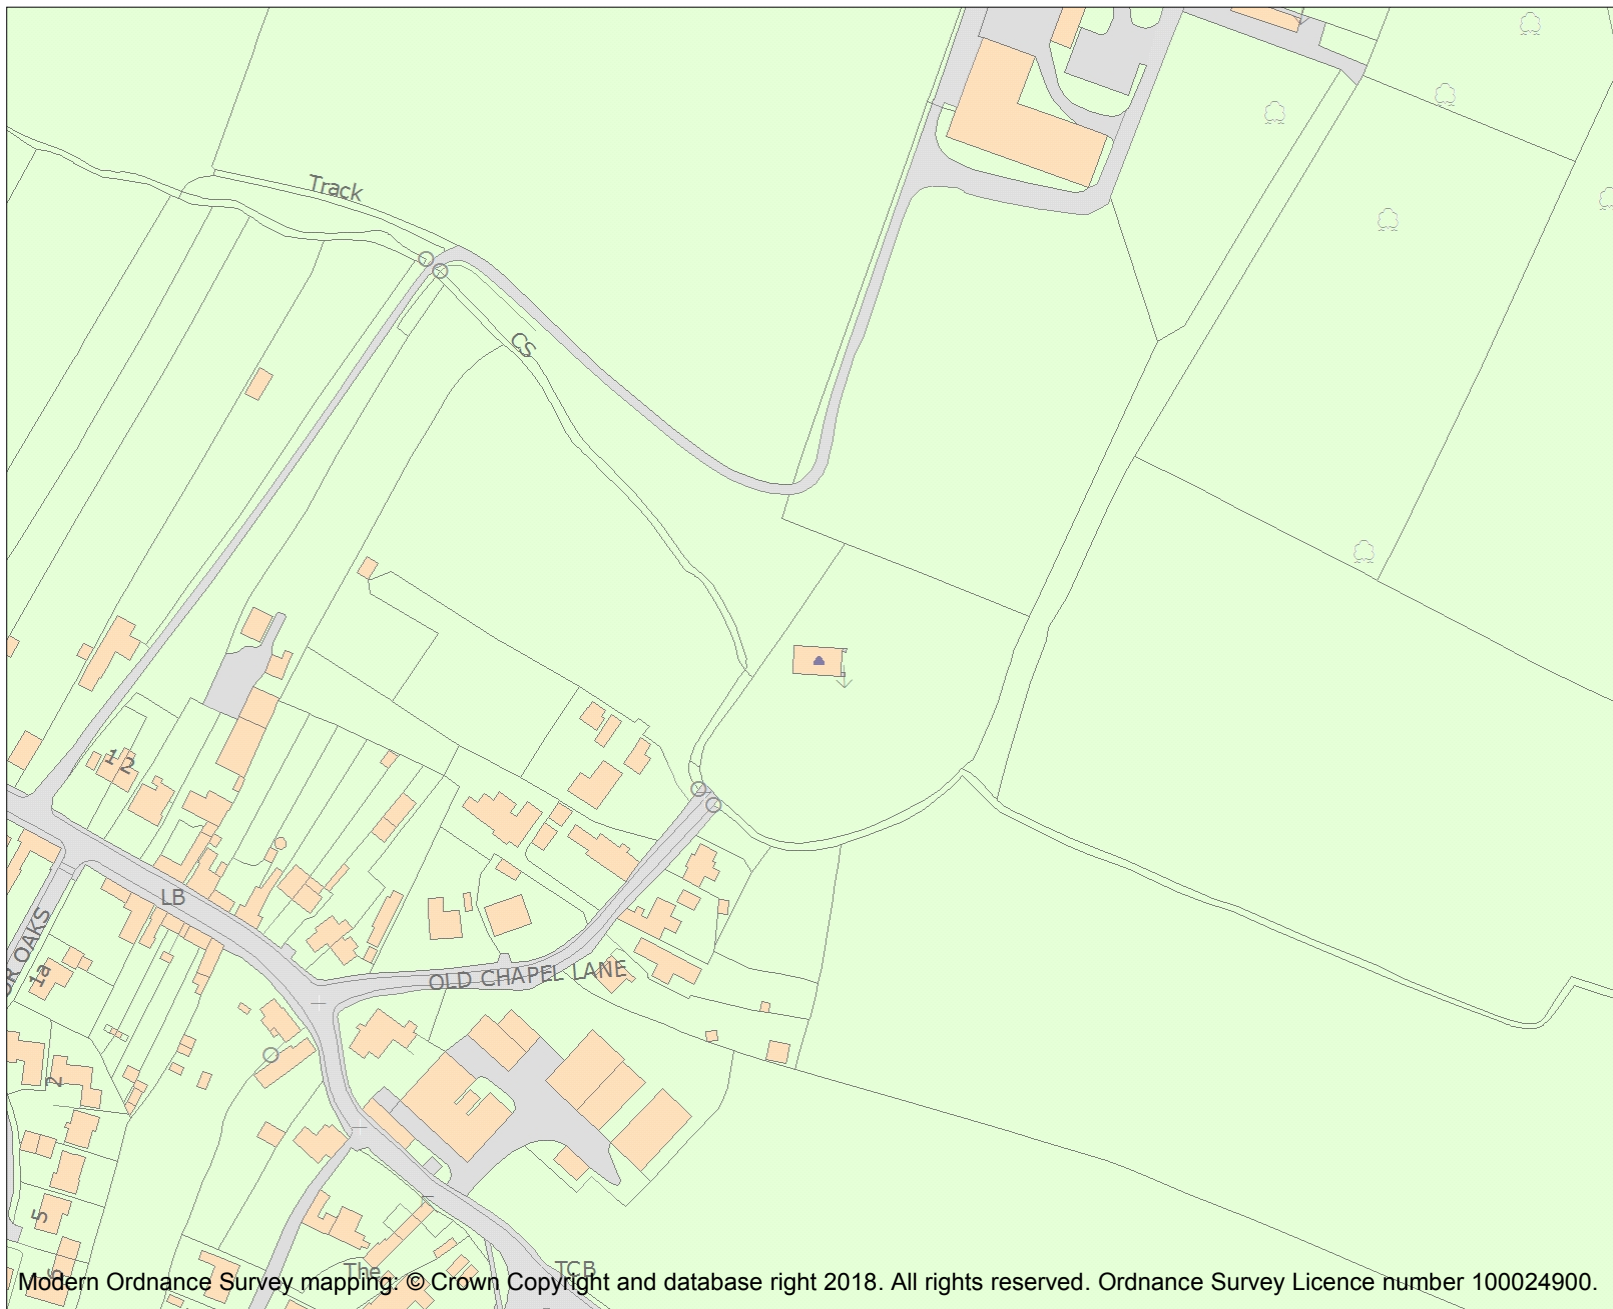 Track
CS
1 2
LB
OR OAKS
1a
OLD CHAPEL LANE
2
5
The
TCB
Modern Ordnance Survey mapping: © Crown Copyright and database right 2018. All rights reserved. Ordnance Survey Licence number 100024900.